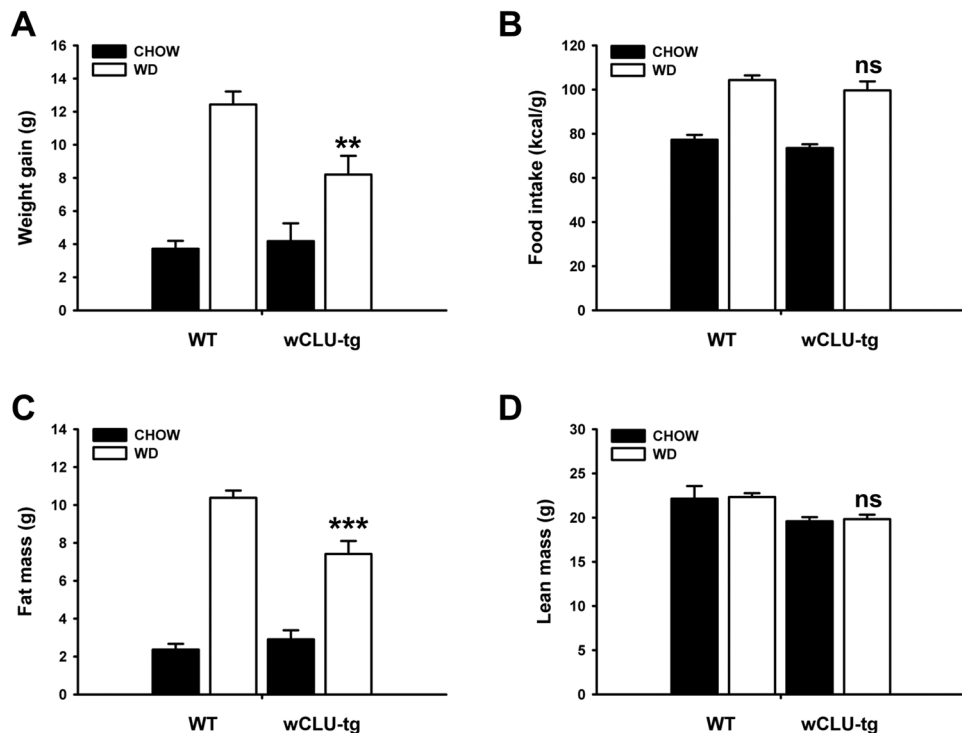 A
Weight gain (g)
16
14
12
10
8
6
4
2
0
CHOW
WD
**
WT
wCLU-tg
B
Food intake (kcal/g)
120
100
80
60
40
20
0
CHOW
WD
ns
WT
wCLU-tg
C
Fat mass (g)
14
12
10
8
6
4
2
0
CHOW
WD
***
WT
wCLU-tg
D
Lean mass (g)
30
25
20
15
10
5
0
CHOW
WD
ns
WT
wCLU-tg